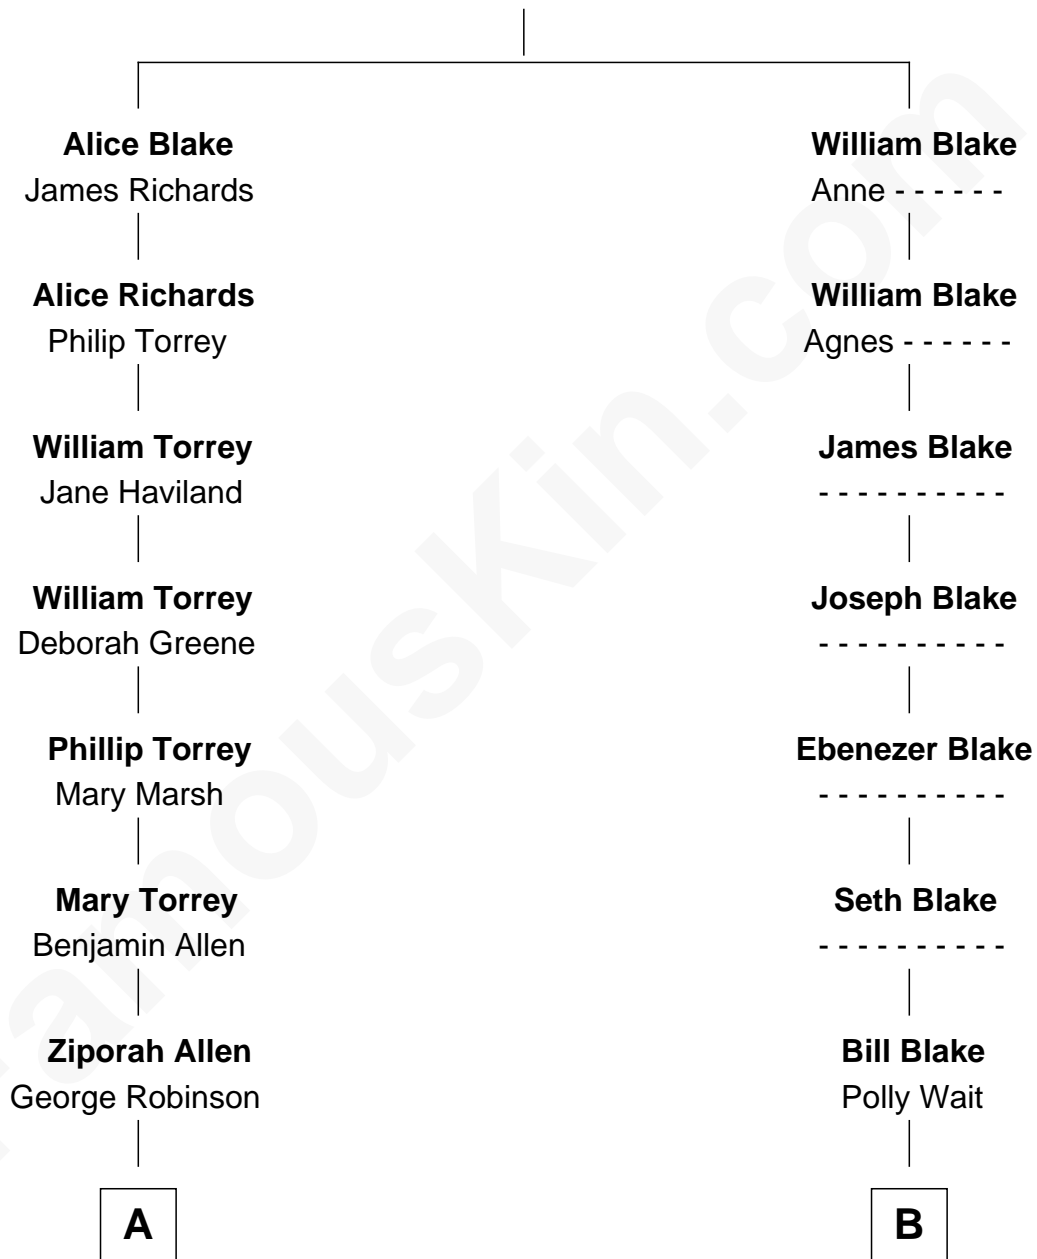 Alice Blake
James Richards
William Blake
Anne - - - - - -
Alice Richards
Philip Torrey
William Blake
Agnes - - - - - -
William Torrey
Jane Haviland
James Blake
- - - - - - - - - -
William Torrey
Deborah Greene
Joseph Blake
- - - - - - - - - -
Phillip Torrey
Mary Marsh
Ebenezer Blake
- - - - - - - - - -
Mary Torrey
Benjamin Allen
Seth Blake
- - - - - - - - - -
Ziporah Allen
George Robinson
Bill Blake
Polly Wait
A
B
FamousKin.com